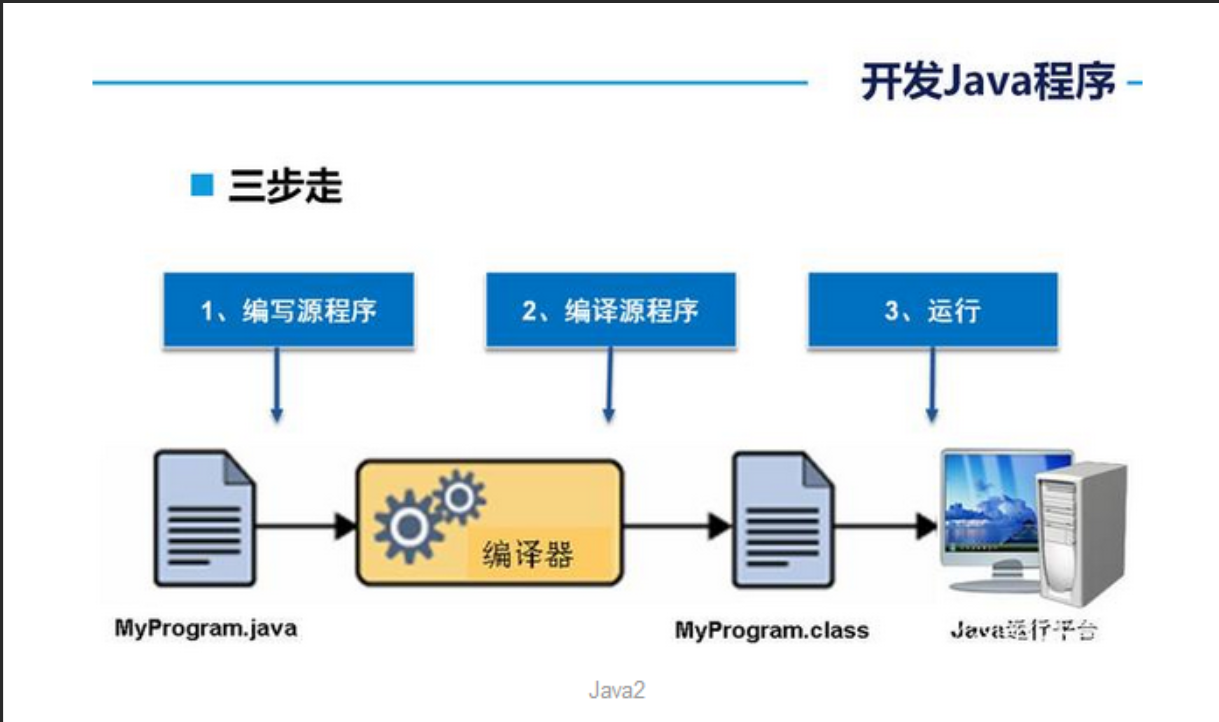 开发Java程序
三步走
1、编写源程序
2、编译源程序
3、运行
编译器
MyProgram.java
MyProgram.class
Java运行平台
Java2